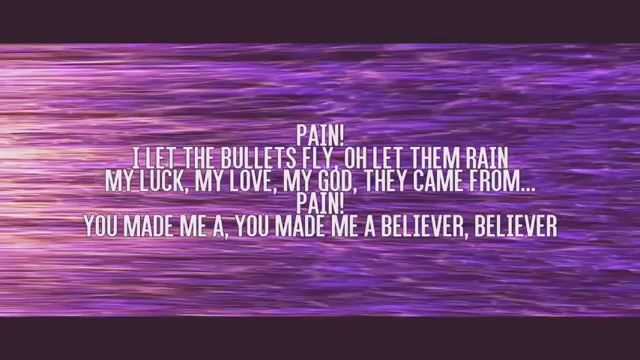 PAIN!
I LET THE BULLETS FLY, OH LET THEM RAIN
MY LUCK, MY LOVE, MY GOD, THEY CAME FROM...
PAIN!
YOU MADE ME A, YOU MADE ME A BELIEVER, BELIEVER